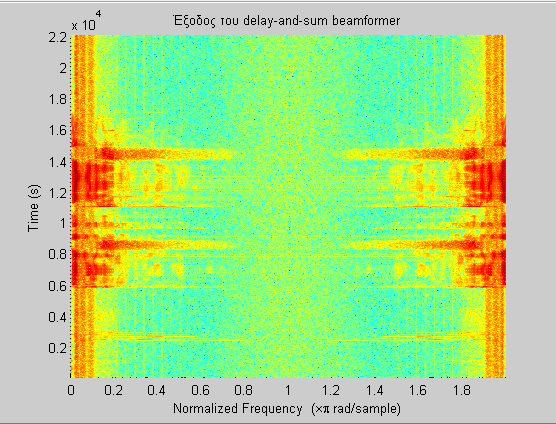 x 10^4
Έξοδος του delay-and-sum beamformer
2.2
2
1.8
1.6
1.4
1.2
1
0.8
0.6
0.4
0.2
Time (s)
0 0.2 0.4 0.6 0.8 1 1.2 1.4 1.6 1.8
Normalized Frequency (×π rad/sample)